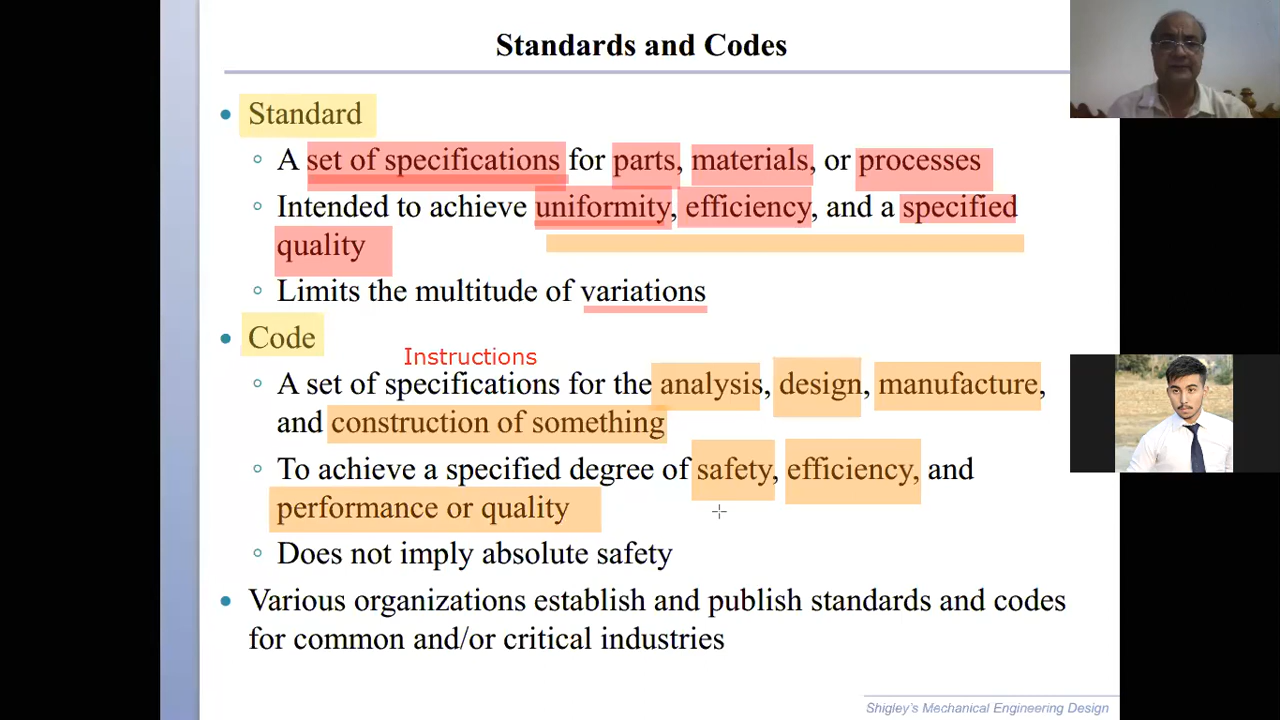 Standards and Codes
• Standard
◦ A set of specifications for parts, materials, or processes
◦ Intended to achieve uniformity, efficiency, and a specified
quality
◦ Limits the multitude of variations
• Code
Instructions
◦ A set of specifications for the analysis, design, manufacture,
and construction of something
◦ To achieve a specified degree of safety, efficiency, and
performance or quality
◦ Does not imply absolute safety
• Various organizations establish and publish standards and codes
for common and/or critical industries
Shigley's Mechanical Engineering Design